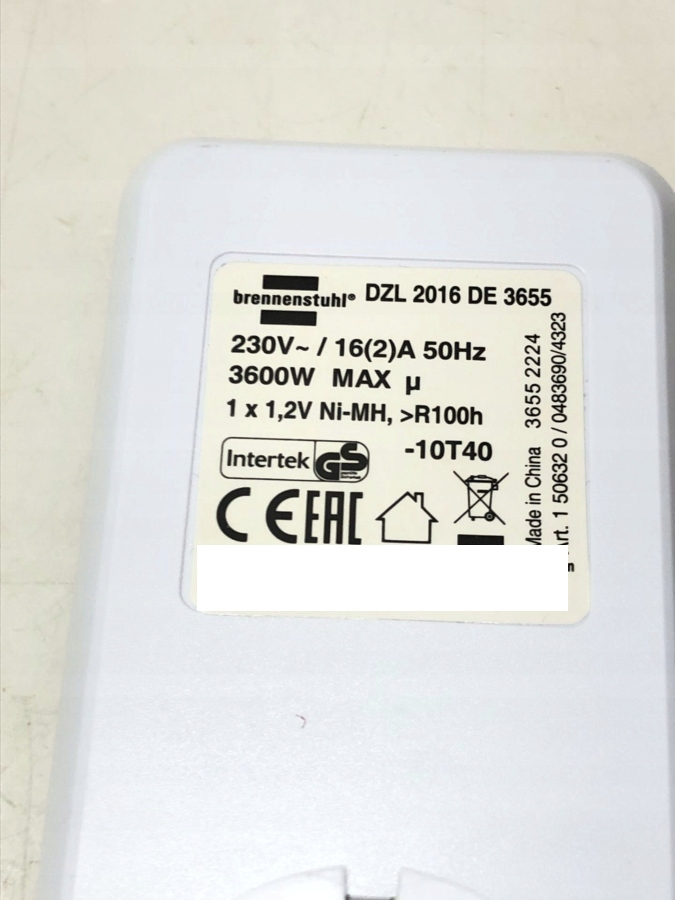 brennenstuhl® DZL 2016 DE 3655
230V~ / 16(2)A 50Hz
3600W MAX µ
1 x 1,2V Ni-MH, >R100h
Intertek GS -10T40
CE EAC
Made in China 3655 2224
Art. 1 50632 0 / 0483690/4323